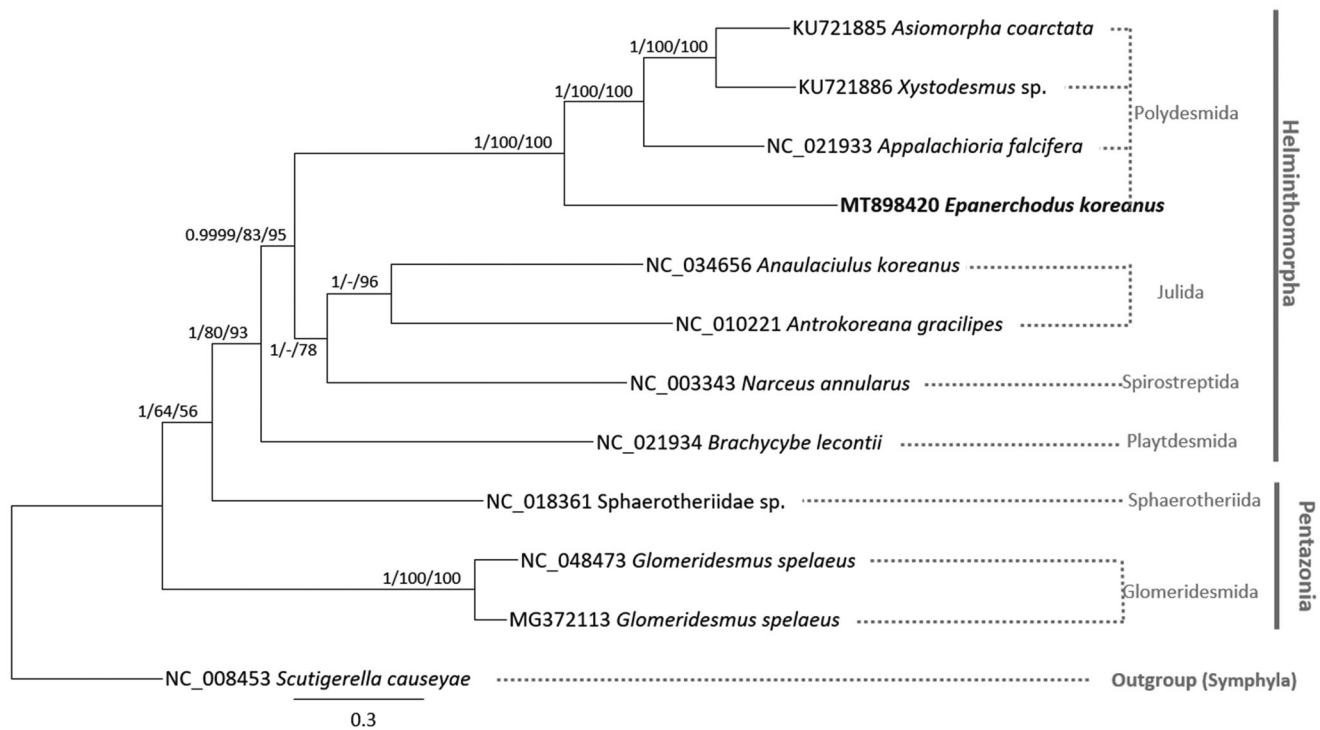 KU721885 Asiomorpha coarctata
1/100/100
KU721886 Xystodesmus sp.
1/100/100
Polydesmida
1/100/100
NC_021933 Appalachioria falcifera
MT898420 Epanerchodus koreanus
Helminthomorpha
0.9999/83/95
NC_034656 Anaulaciulus koreanus
1/-/96
Julida
NC_010221 Antrokoreana gracilipes
1/80/93
1/-/78
NC_003343 Narceus annularus
Spirostreptida
1/64/56
NC_021934 Brachycybe lecontii
Playtdesmida
NC_018361 Sphaerotheriidae sp.
Sphaerotheriida
Pentazonia
NC_048473 Glomeridesmus spelaeus
1/100/100
Glomeridesmida
MG372113 Glomeridesmus spelaeus
NC_008453 Scutigerella causeyae
Outgroup (Symphyla)
0.3